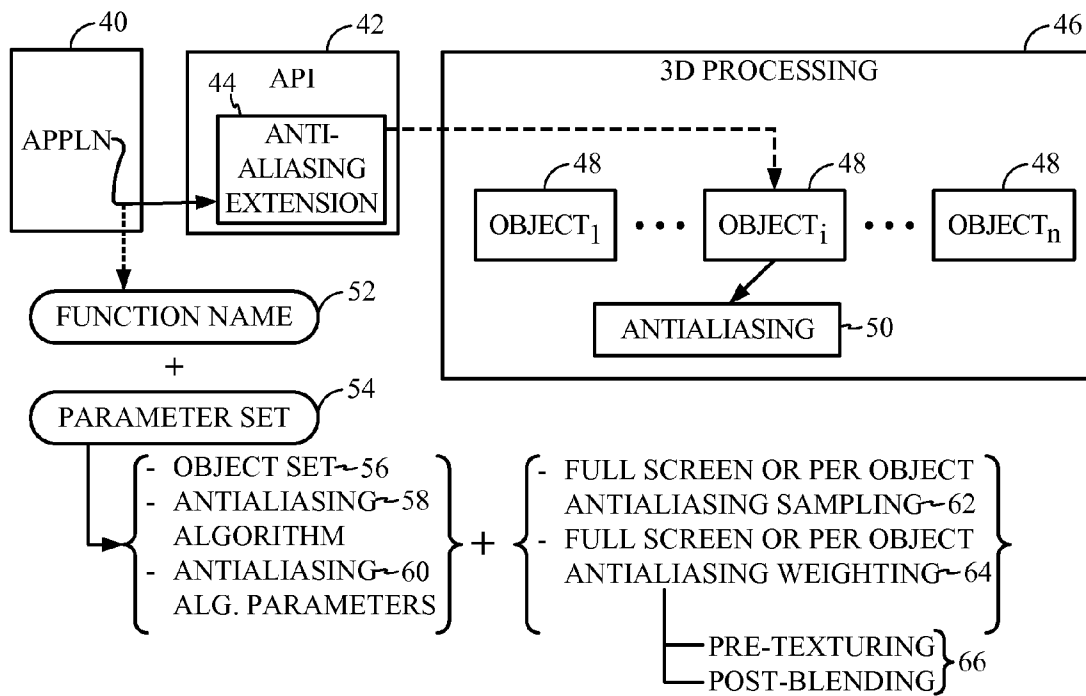 40
42
46
API
3D PROCESSING
44
APPLN
ANTI-
ALIASING
EXTENSION
48
48
48
OBJECT1
• • •
OBJECTi
• • •
OBJECTn
ANTIALIASING
50
FUNCTION NAME
52
+
PARAMETER SET
54
- OBJECT SET 56
- ANTIALIASING 58
ALGORITHM
- ANTIALIASING 60
ALG. PARAMETERS
+
- FULL SCREEN OR PER OBJECT
ANTIALIASING SAMPLING 62
- FULL SCREEN OR PER OBJECT
ANTIALIASING WEIGHTING 64
PRE-TEXTURING
POST-BLENDING
66